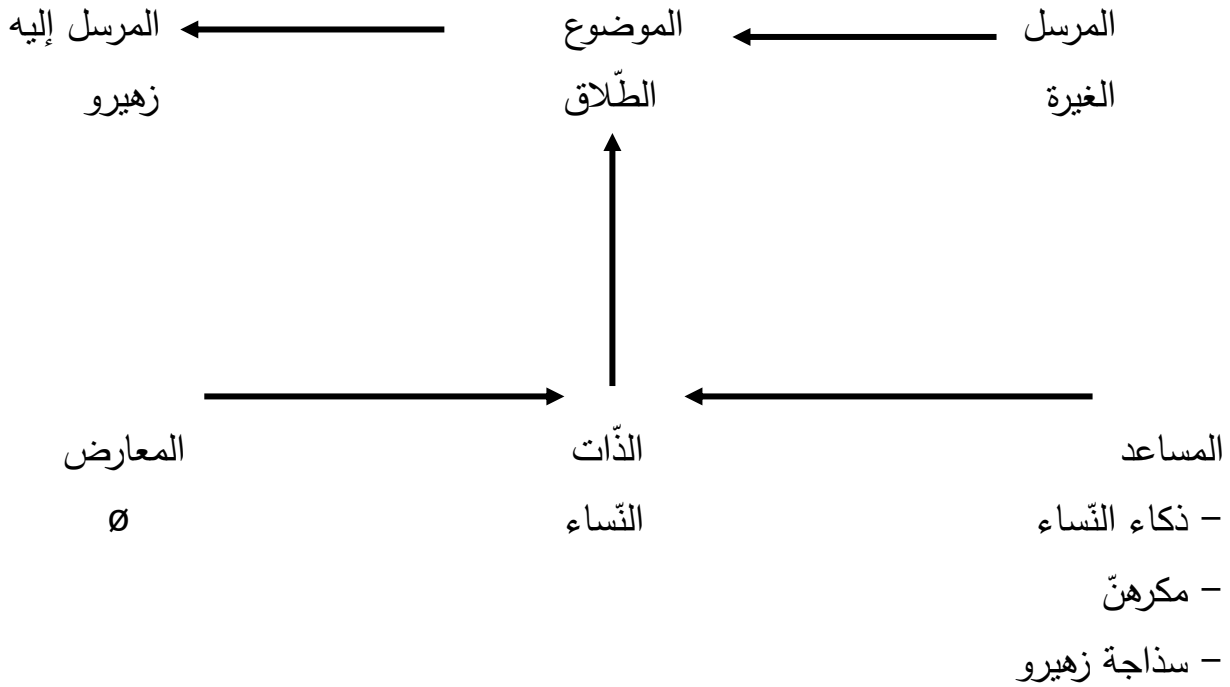 المرسل الموضوع المرسل إليه
الغيرة الطّلاق زهيرو
المساعد الذّات المعارض
– ذكاء النّساء النّساء ø
– مكرهنّ
– سذاجة زهيرو